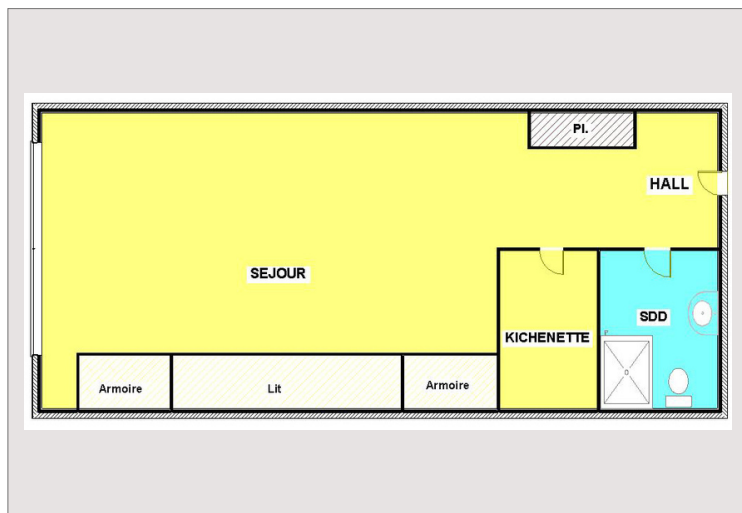 Pl.
HALL
SEJOUR
SDD
KICHENETTE
Armoire
Lit
Armoire